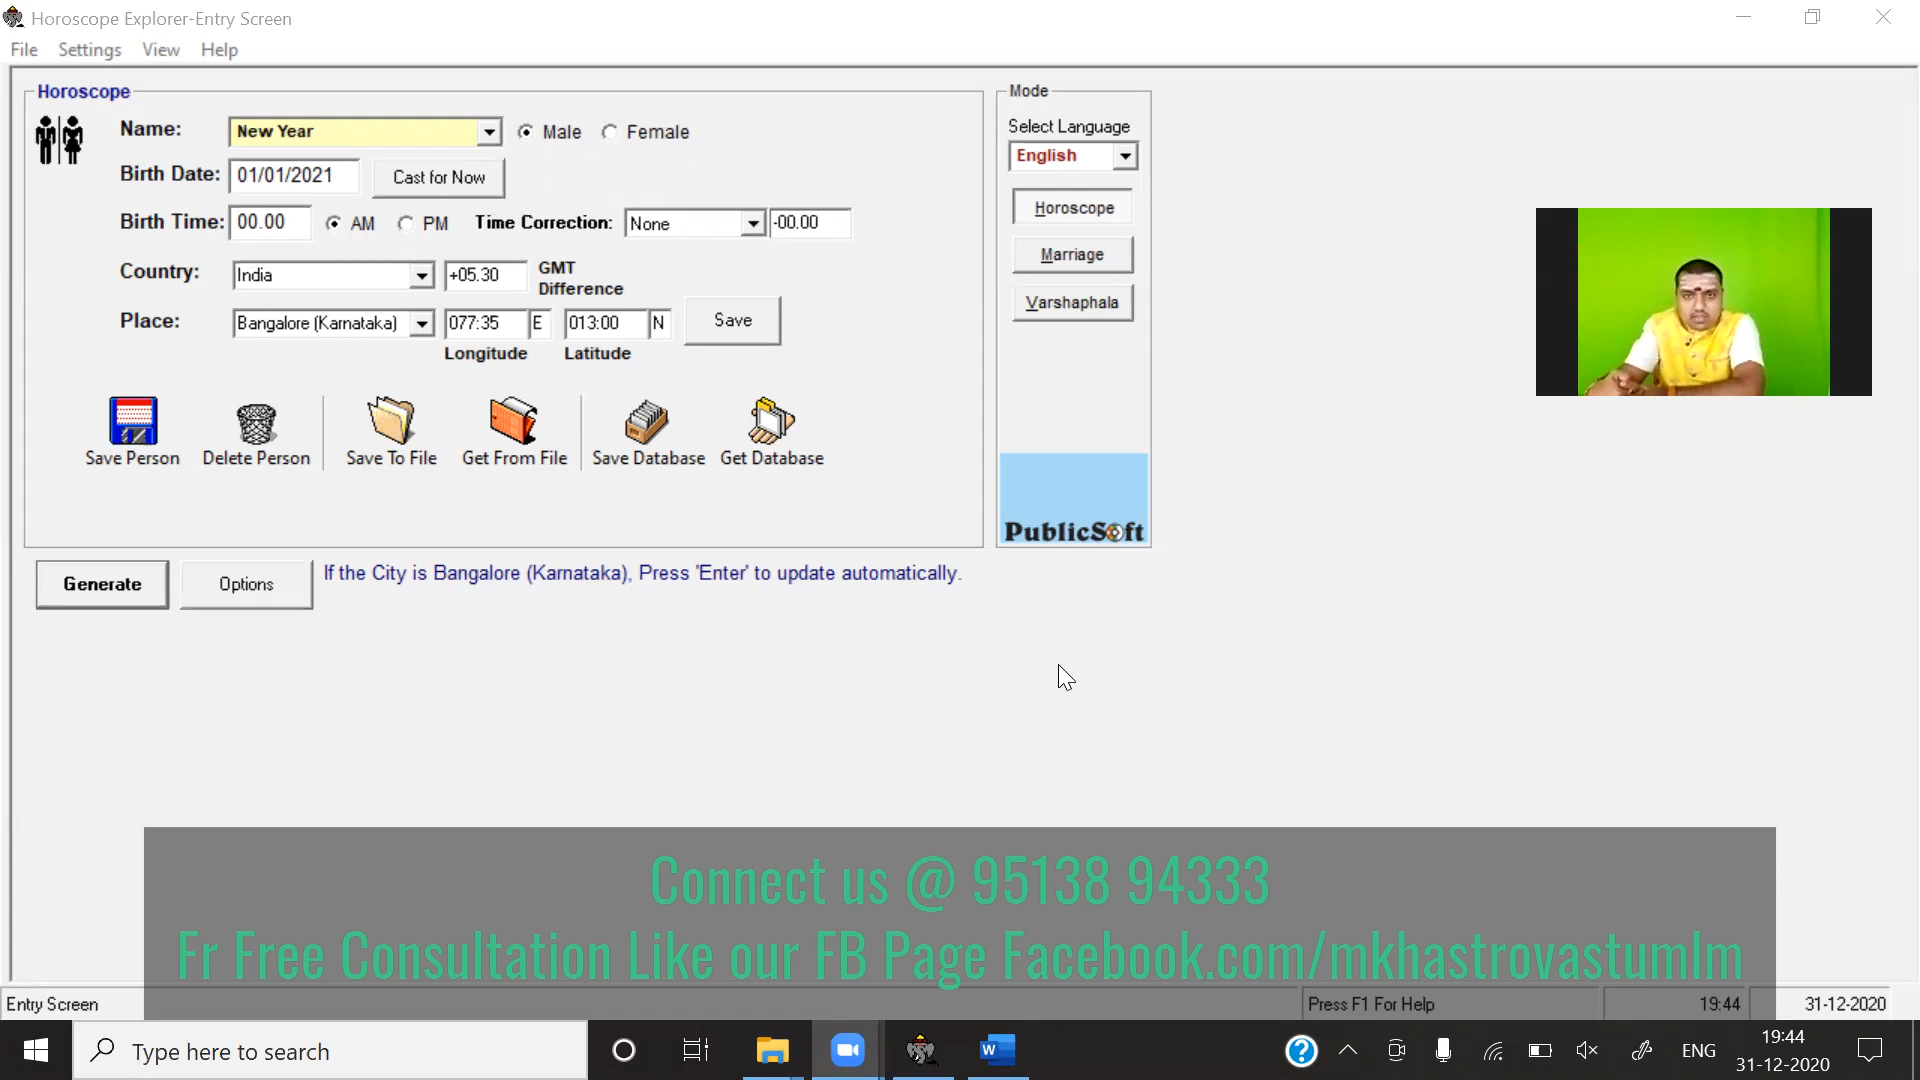 Horoscope Explorer-Entry Screen
File Settings View Help
Horoscope
Name: New Year Male Female
Birth Date: 01/01/2021 Cast for Now
Birth Time: 00.00 AM PM Time Correction: None -00.00
Country: India +05.30 GMT Difference
Place: Bangalore (Karnataka) 077:35 E 013:00 N Save
Longitude Latitude
Save Person Delete Person Save To File Get From File Save Database Get Database
Mode
Select Language
English
Horoscope
Marriage
Varshaphala
PublicSoft
Generate Options If the City is Bangalore (Karnataka), Press 'Enter' to update automatically.
Connect us @ 95138 94333
Fr Free Consultation Like our FB Page Facebook.com/mkhastrovastumlm
Entry Screen Press F1 For Help 19:44 31-12-2020
Type here to search
W
?
ENG
19:44
31-12-2020